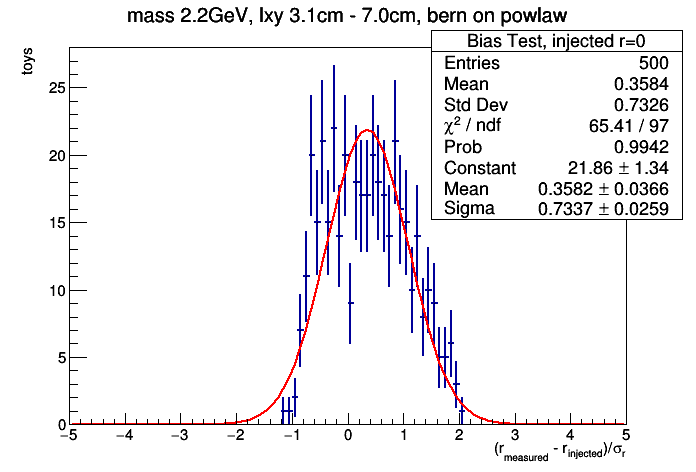 mass 2.2GeV, lxy 3.1cm - 7.0cm, bern on powlaw
toys
Bias Test, injected r=0
Entries 500
Mean 0.3584
Std Dev 0.7326
χ² / ndf 65.41 / 97
Prob 0.9942
Constant 21.86 ± 1.34
Mean 0.3582 ± 0.0366
Sigma 0.7337 ± 0.0259
25
20
15
10
5
0
−5 −4 −3 −2 −1 0 1 2 3 4 5
(r_measured - r_injected)/σ_r